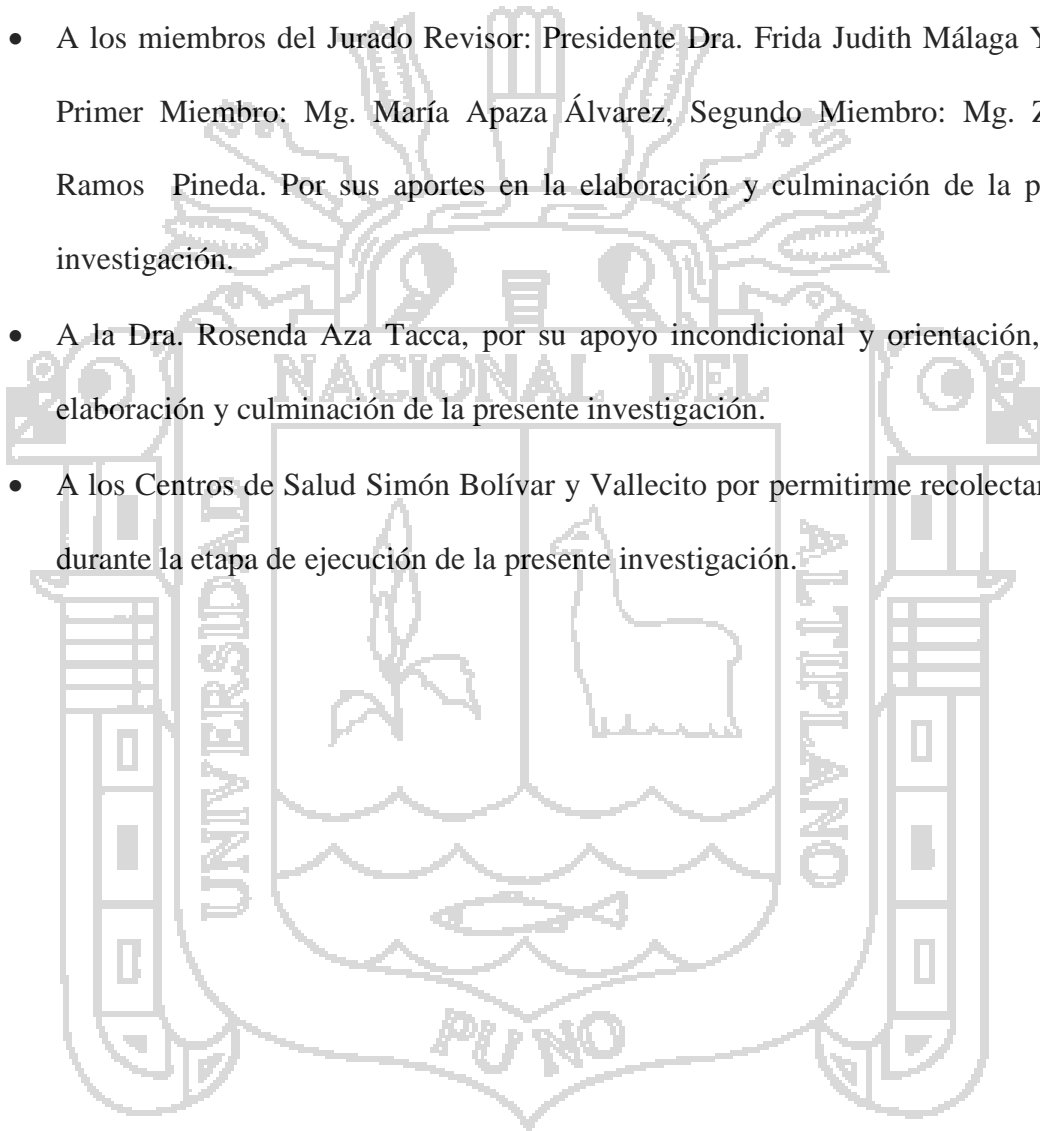 • A los miembros del Jurado Revisor: Presidente Dra. Frida Judith Málaga
Primer Miembro: Mg. María Apaza Álvarez, Segundo Miembro: Mg.
Ramos Pineda. Por sus aportes en la elaboración y culminación de la
investigación.
• A la Dra. Rosenda Aza Tacca, por su apoyo incondicional y orientación,
elaboración y culminación de la presente investigación.
• A los Centros de Salud Simón Bolívar y Vallecito por permitirme recolectar
durante la etapa de ejecución de la presente investigación.
NACIONAL DEL
UNIVERSIDAD
ALTIPLANO
PUNO